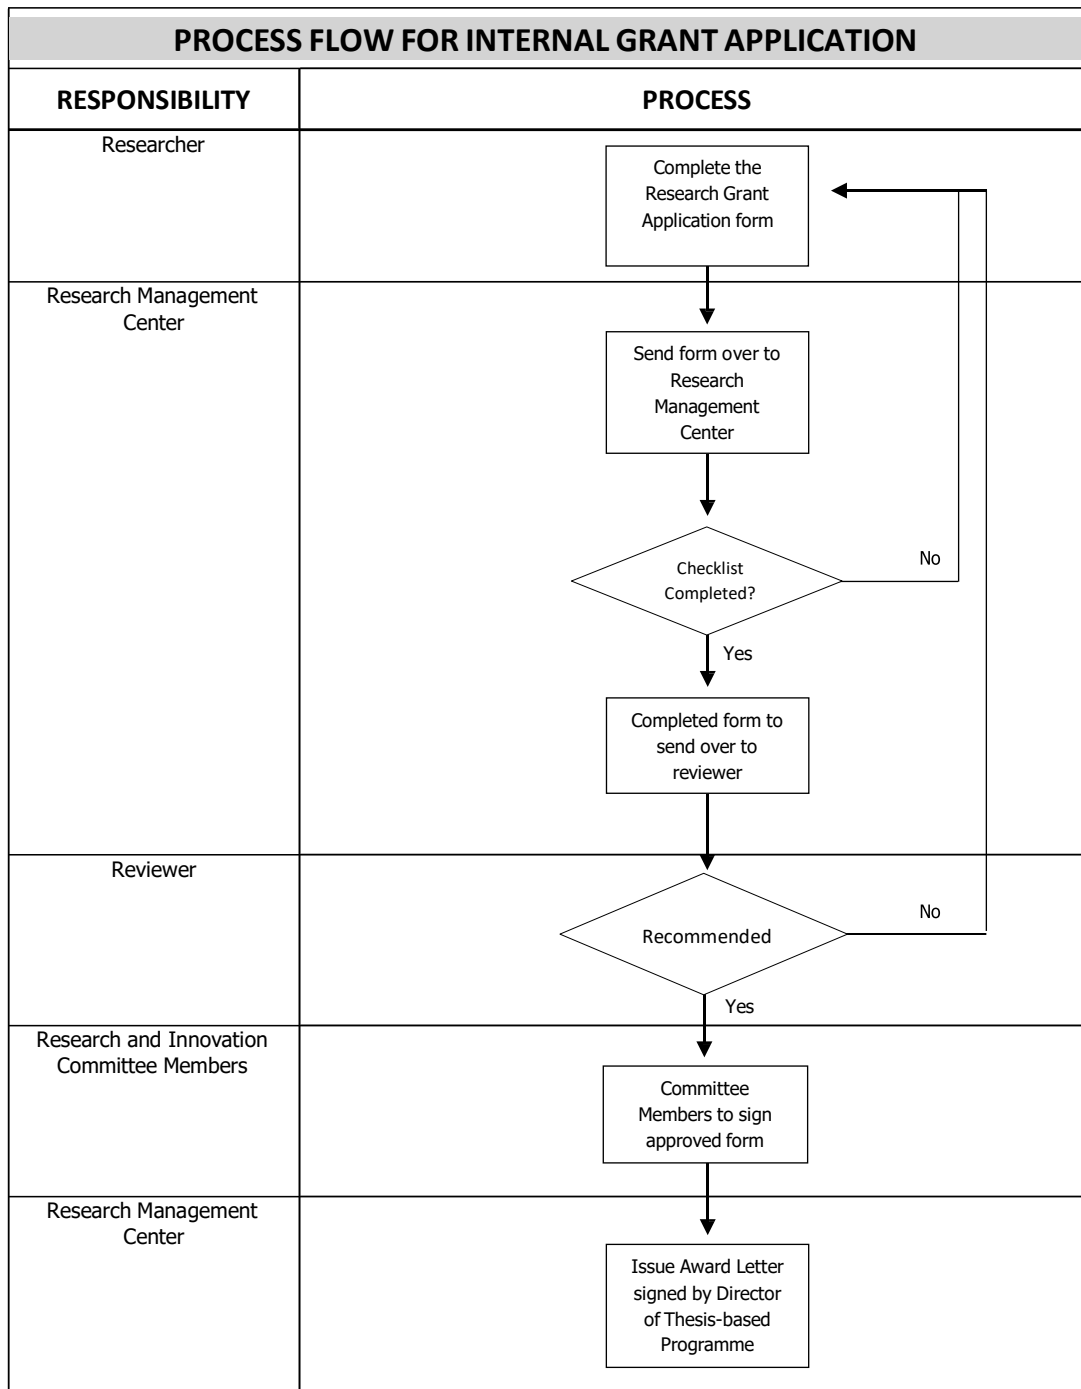 PROCESS FLOW FOR INTERNAL GRANT APPLICATION
RESPONSIBILITY
PROCESS
Researcher
Complete the
Research Grant
Application form
Research Management
Center
Send form over to
Research
Management
Center
Checklist
Completed?
No
Yes
Completed form to
send over to
reviewer
Reviewer
Recommended
No
Yes
Research and Innovation
Committee Members
Committee
Members to sign
approved form
Research Management
Center
Issue Award Letter
signed by Director
of Thesis-based
Programme